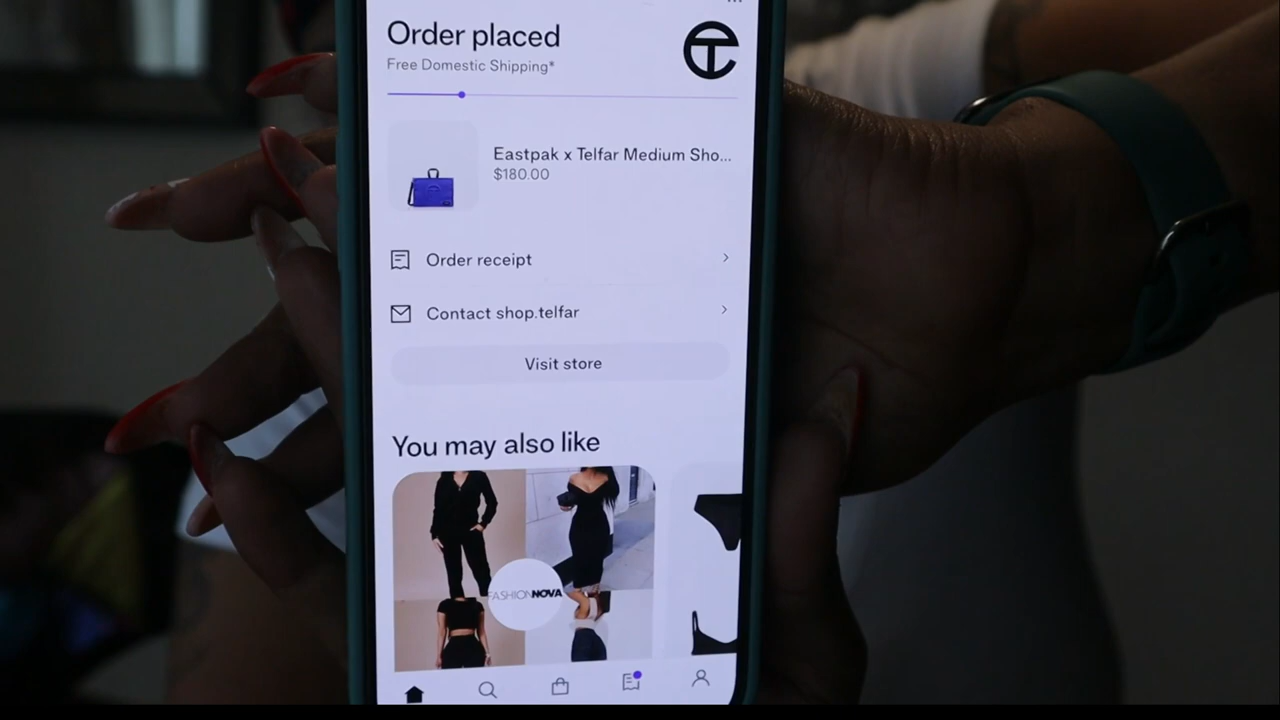 Order placed
Free Domestic Shipping*
Eastpak x Telfar Medium Sho...
$180.00
Order receipt
Contact shop.telfar
Visit store
You may also like
FASHIONNOVA